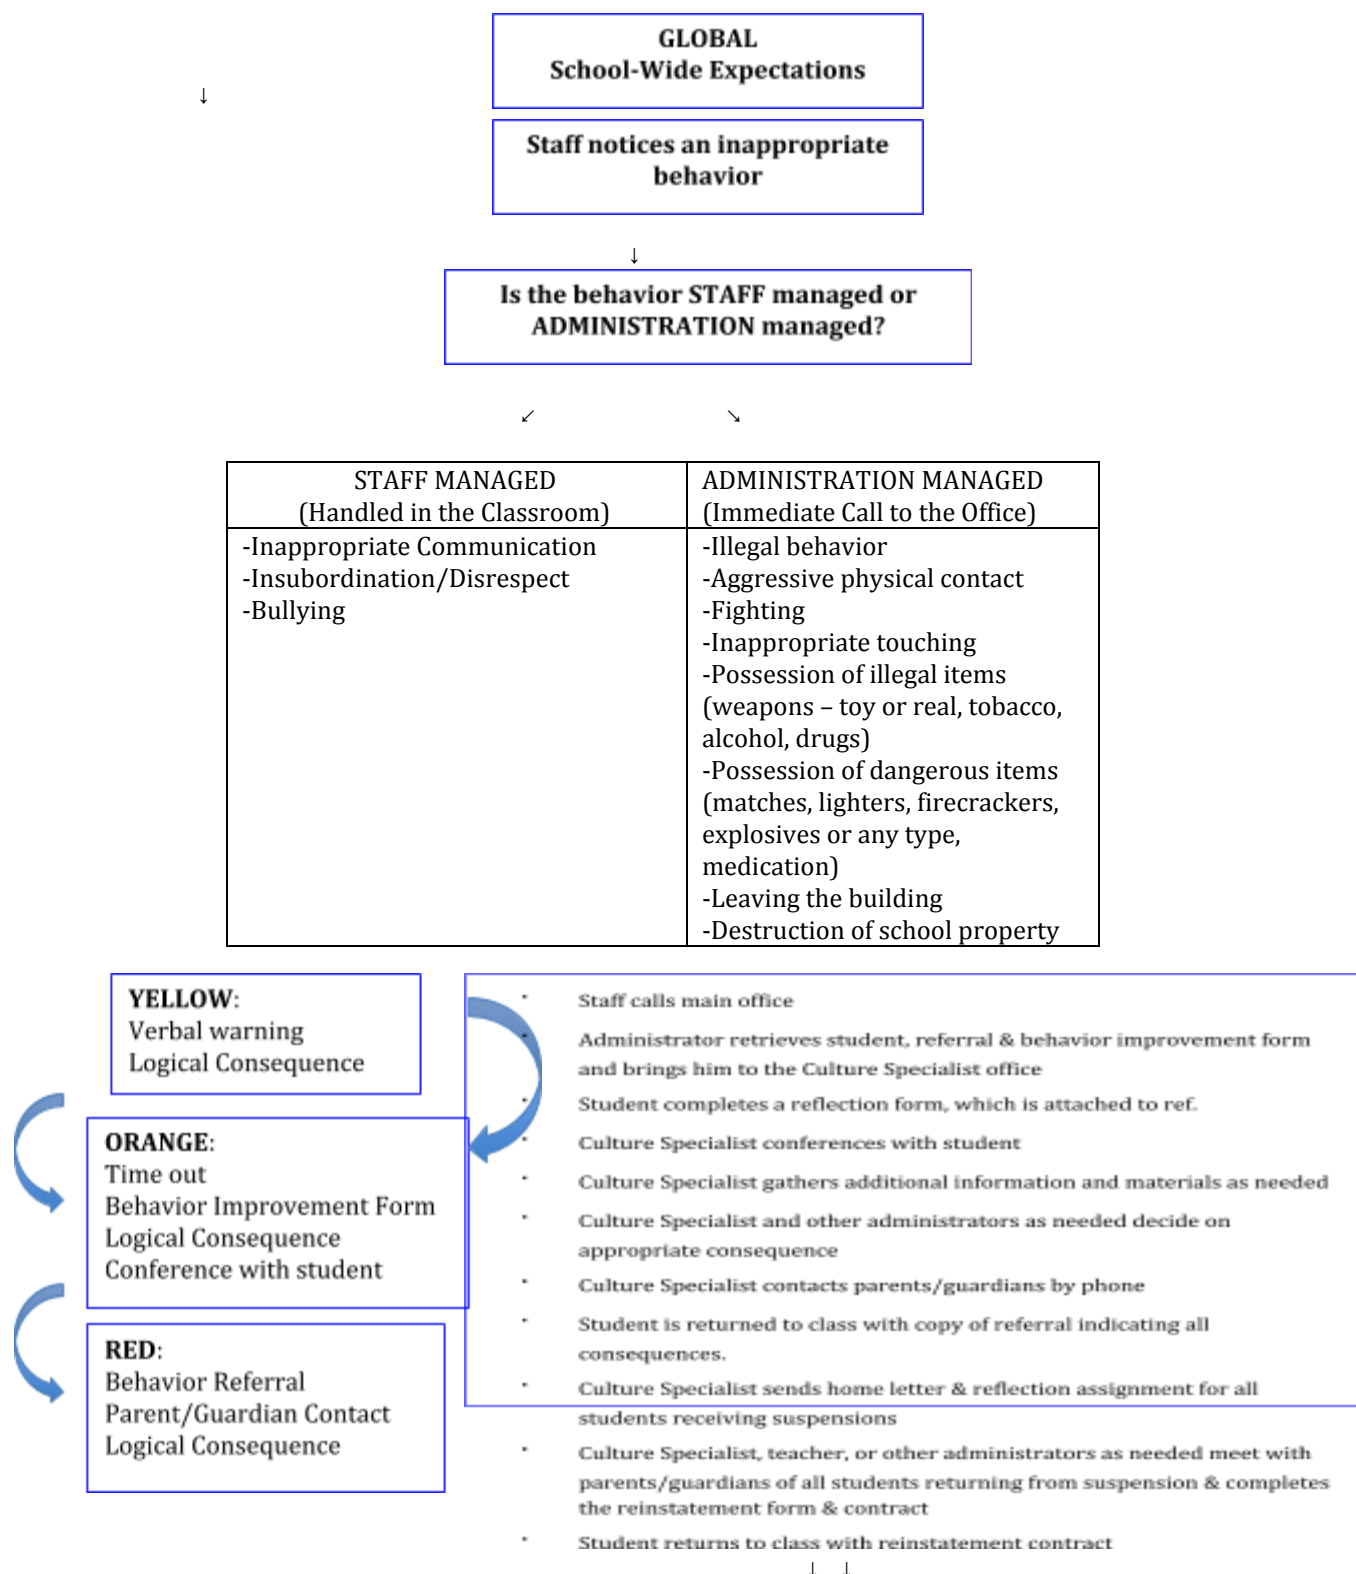 GLOBAL
School-Wide Expectations
↓
Staff notices an inappropriate
behavior
↓
Is the behavior STAFF managed or
ADMINISTRATION managed?
↙ ↘
STAFF MANAGED
(Handled in the Classroom)
ADMINISTRATION MANAGED
(Immediate Call to the Office)
-Inappropriate Communication
-Insubordination/Disrespect
-Bullying
-Illegal behavior
-Aggressive physical contact
-Fighting
-Inappropriate touching
-Possession of illegal items
(weapons – toy or real, tobacco,
alcohol, drugs)
-Possession of dangerous items
(matches, lighters, firecrackers,
explosives or any type,
medication)
-Leaving the building
-Destruction of school property
YELLOW:
Verbal warning
Logical Consequence
ORANGE:
Time out
Behavior Improvement Form
Logical Consequence
Conference with student
RED:
Behavior Referral
Parent/Guardian Contact
Logical Consequence
· Staff calls main office
· Administrator retrieves student, referral & behavior improvement form
and brings him to the Culture Specialist office
· Student completes a reflection form, which is attached to ref.
· Culture Specialist conferences with student
· Culture Specialist gathers additional information and materials as needed
· Culture Specialist and other administrators as needed decide on
appropriate consequence
· Culture Specialist contacts parents/guardians by phone
· Student is returned to class with copy of referral indicating all
consequences.
· Culture Specialist sends home letter & reflection assignment for all
students receiving suspensions
· Culture Specialist, teacher, or other administrators as needed meet with
parents/guardians of all students returning from suspension & completes
the reinstatement form & contract
· Student returns to class with reinstatement contract
↓ ↓